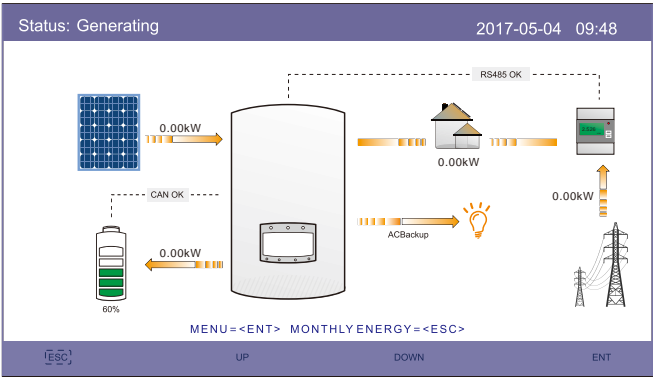 Status: Generating
2017-05-04 09:48
RS485 OK
0.00kW
0.00kW
CAN OK
0.00kW
0.00kW
ACBackup
60%
MENU=<ENT> MONTHLY ENERGY=<ESC>
ESC UP DOWN ENT